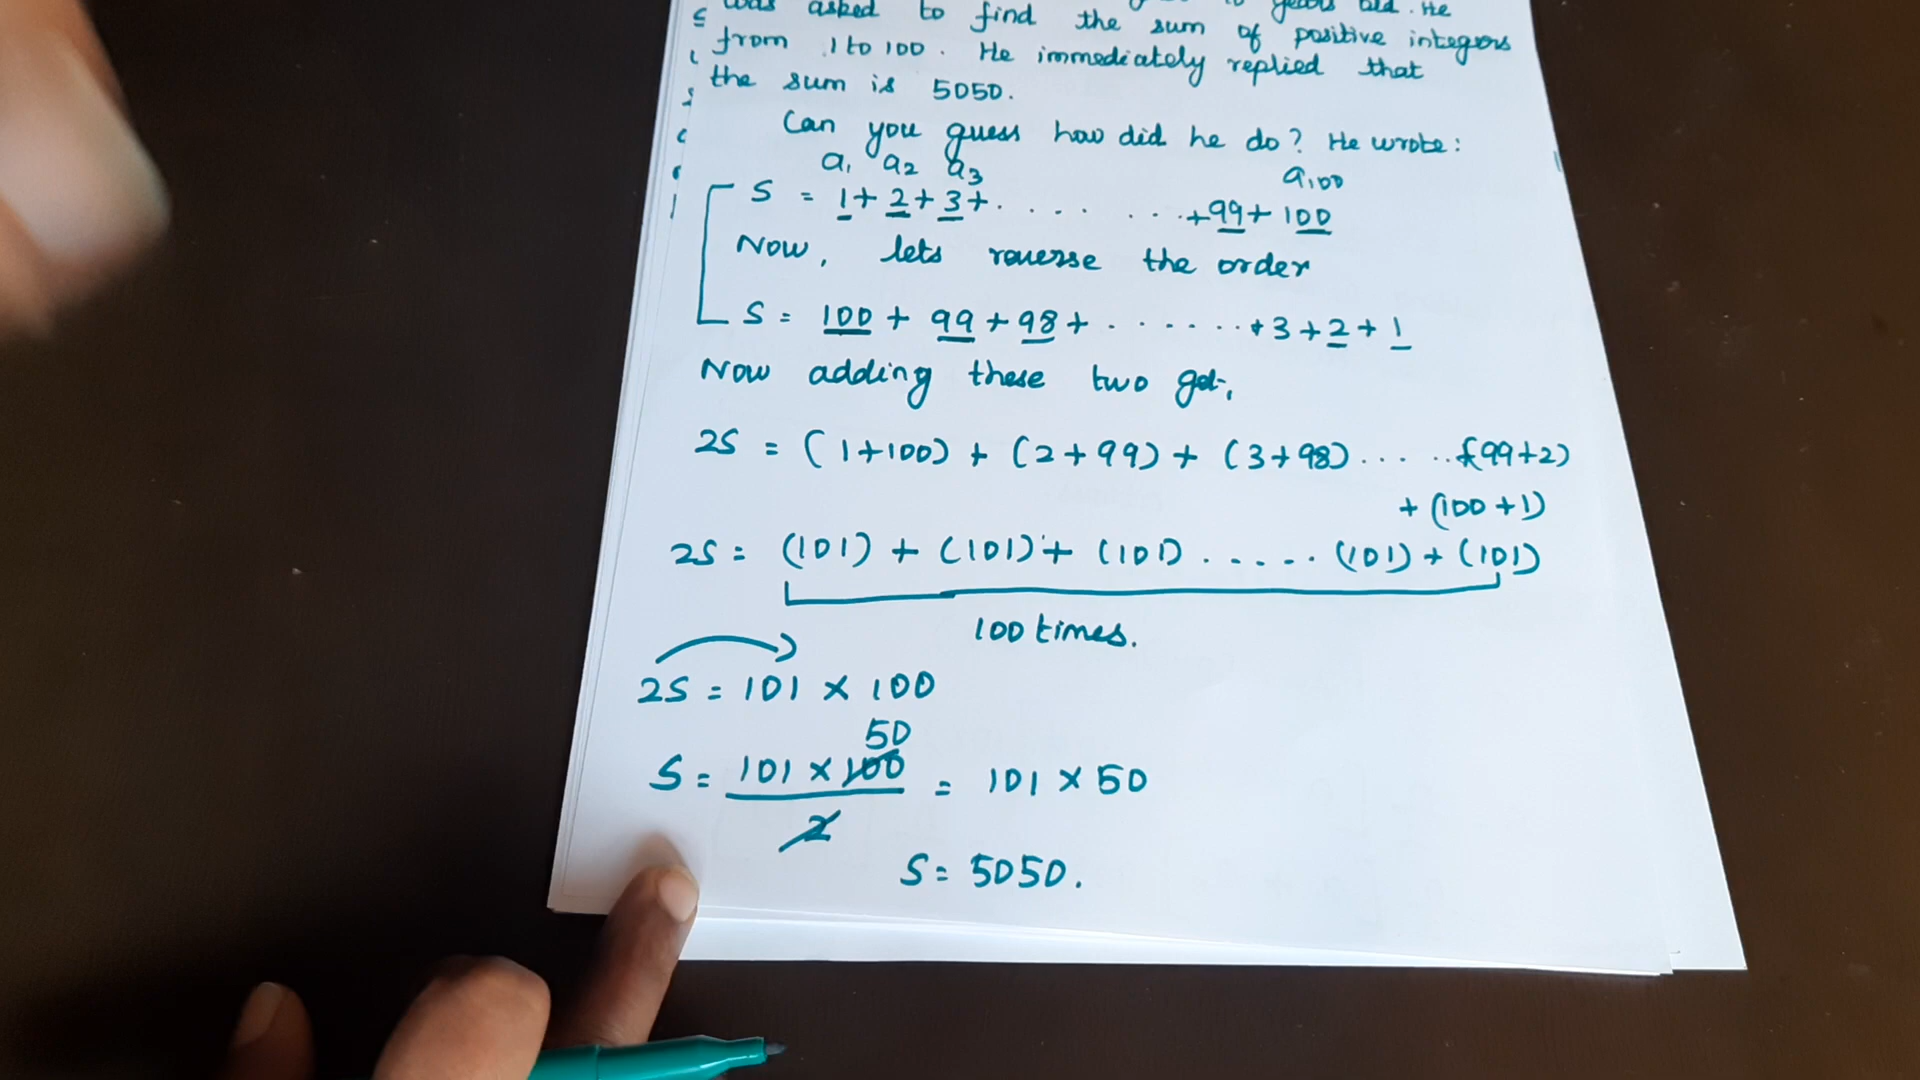 was asked to find the sum of positive integers
from 1 to 100. He immediately replied that
the sum is 5050.
Can you guess how did he do? He wrote:
a1 a2 a3 a100
S = 1 + 2 + 3 + . . . . . . . + 99 + 100
Now, lets reverse the order
S = 100 + 99 + 98 + . . . . . . . + 3 + 2 + 1
Now adding these two get,
2S = (1+100) + (2+99) + (3+98) . . . . . + (99+2)
+ (100+1)
2S = (101) + (101) + (101) . . . . . . (101) + (101)
100 times.
2S = 101 × 100
50
S = 101 × 100 / 2 = 101 × 50
S = 5050.